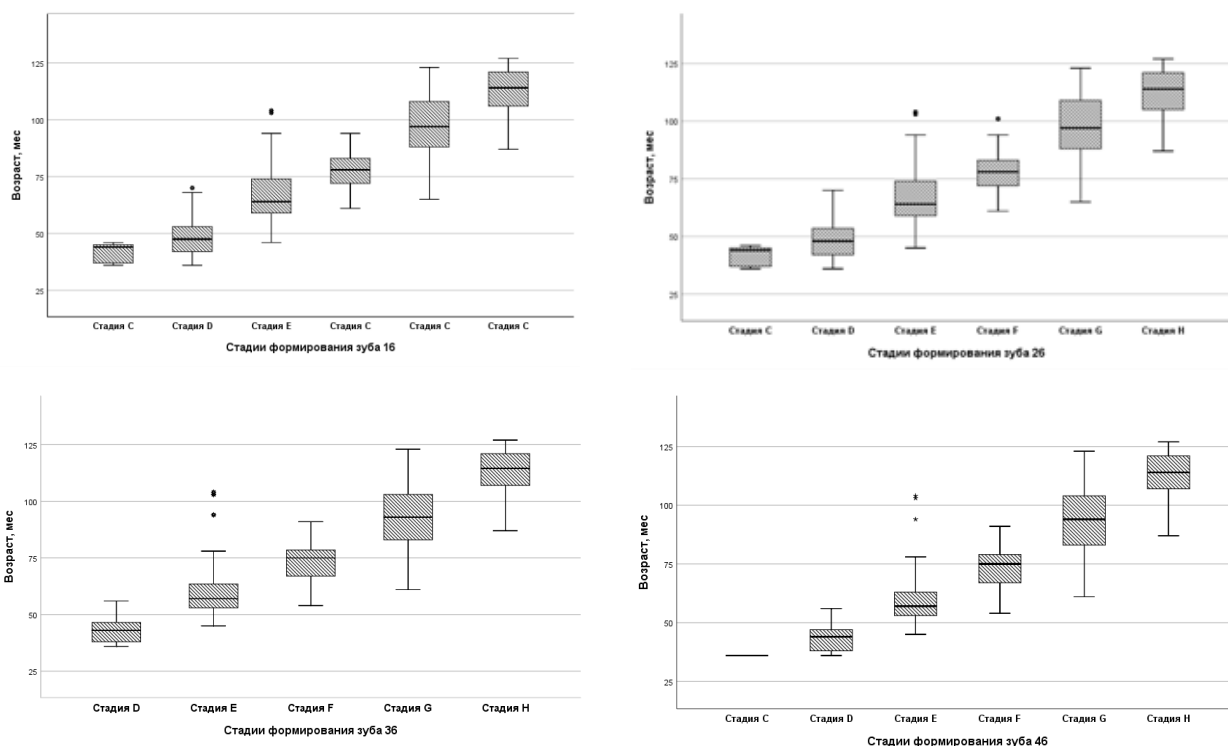 Возраст, мес
125
100
75
50
25
Стадия C Стадия D Стадия E Стадия C Стадия C Стадия C
Стадии формирования зуба 16
Возраст, мес
125
100
75
50
25
Стадия C Стадия D Стадия E Стадия F Стадия G Стадия H
Стадии формирования зуба 26
Возраст, мес
125
100
75
50
25
Стадия D Стадия E Стадия F Стадия G Стадия H
Стадии формирования зуба 36
Возраст, мес
125
100
75
50
25
Стадия C Стадия D Стадия E Стадия F Стадия G Стадия H
Стадии формирования зуба 46